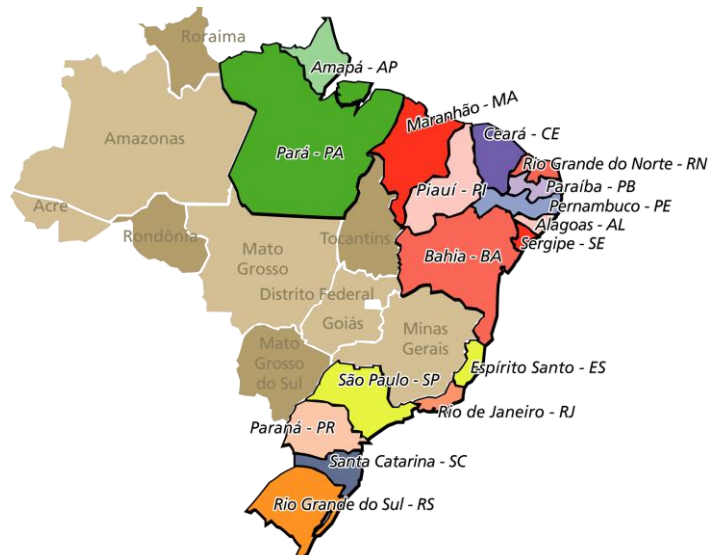 Roraima
Amapá - AP
Maranhão - MA
Amazonas
Ceará - CE
Pará - PA
Rio Grande do Norte - RN
Piauí - PI
Paraíba - PB
Acre
Pernambuco - PE
Alagoas - AL
Rondônia
Tocantins
Sergipe - SE
Mato
Grosso
Bahia - BA
Distrito Federal
Goiás
Minas
Gerais
Mato
Grosso
do Sul
Espírito Santo - ES
São Paulo - SP
Rio de Janeiro - RJ
Paraná - PR
Santa Catarina - SC
Rio Grande do Sul - RS